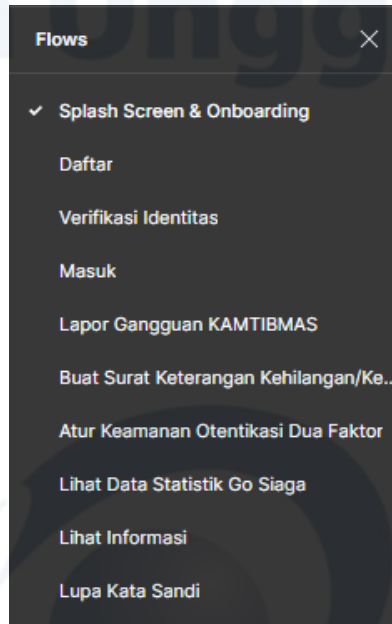 Flows
Splash Screen & Onboarding
Daftar
Verifikasi Identitas
Masuk
Lapor Gangguan KAMTIBMAS
Buat Surat Keterangan Kehilangan/Ke..
Atur Keamanan Otentikasi Dua Faktor
Lihat Data Statistik Go Siaga
Lihat Informasi
Lupa Kata Sandi